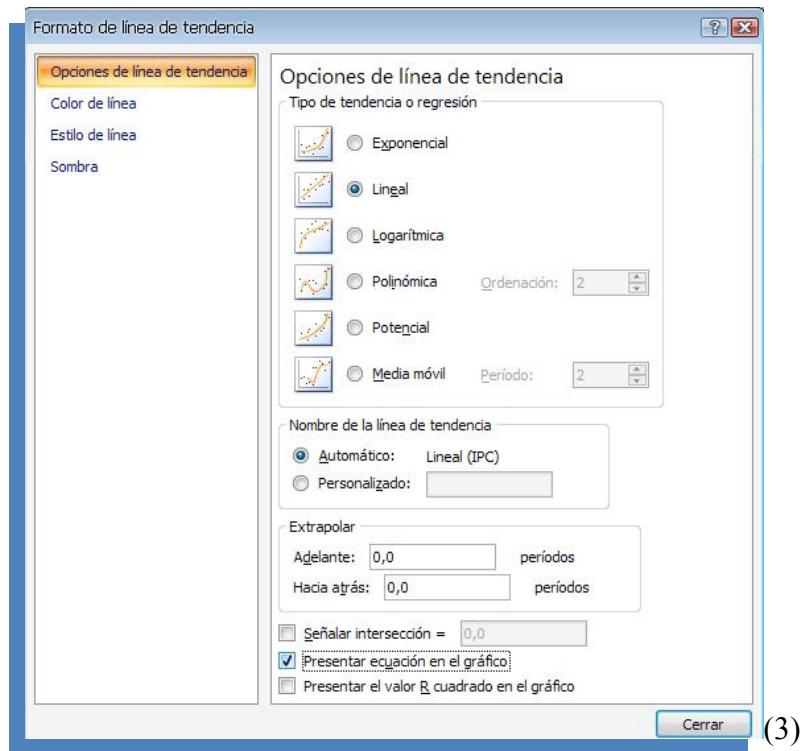 Formato de línea de tendencia
Opciones de línea de tendencia
Color de línea
Estilo de línea
Sombra
Opciones de línea de tendencia
Tipo de tendencia o regresión
Exponencial
Lineal
Logarítmica
Polinómica Ordenación: 2
Potencial
Media móvil Período: 2
Nombre de la línea de tendencia
Automático: Lineal (IPC)
Personalizado:
Extrapolar
Adelante: 0,0 períodos
Hacia atrás: 0,0 períodos
Señalar intersección = 0,0
Presentar ecuación en el gráfico
Presentar el valor R cuadrado en el gráfico
Cerrar
(3)